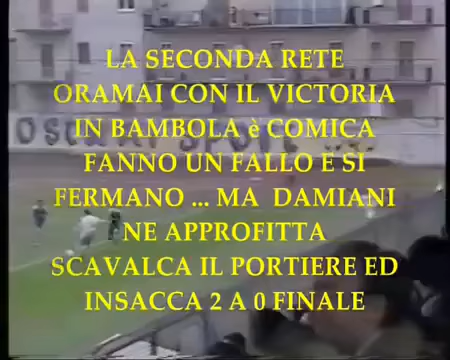 LA SECONDA RETE
ORAMAI CON IL VICTORIA
IN BAMBOLA è COMICA
FANNO UN FALLO E SI
FERMANO ... MA DAMIANI
NE APPROFITTA
SCAVALCA IL PORTIERE ED
INSACCA 2 A 0 FINALE